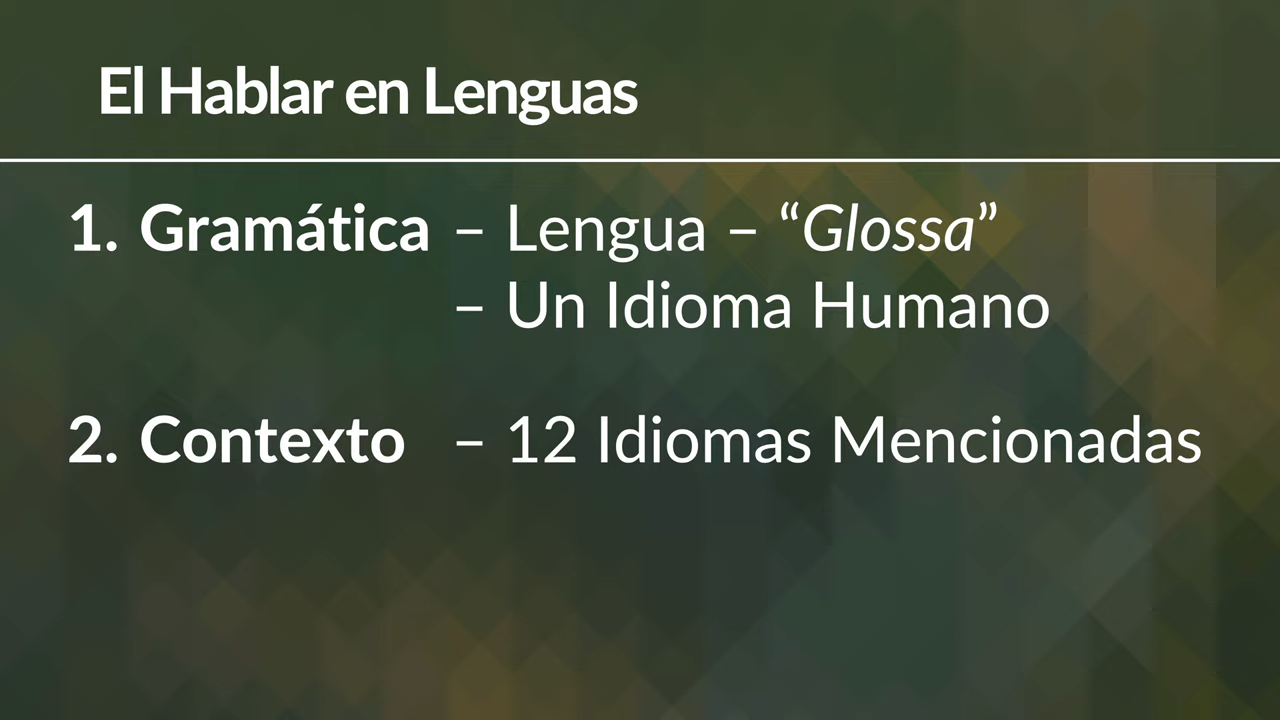 El Hablar en Lenguas
1. Gramática – Lengua – “Glossa”
– Un Idioma Humano
2. Contexto – 12 Idiomas Mencionadas